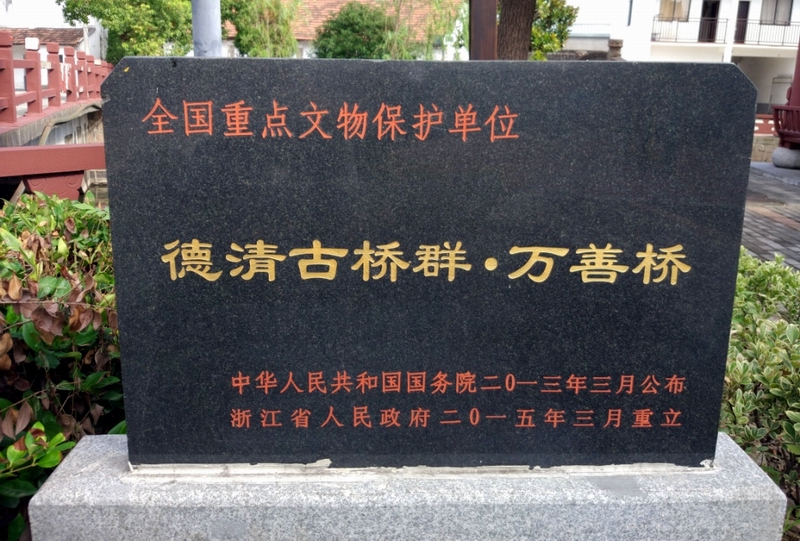 全国重点文物保护单位
德清古桥群·万善桥
中华人民共和国国务院二0一三年三月公布
浙江省人民政府二0一五年三月重立